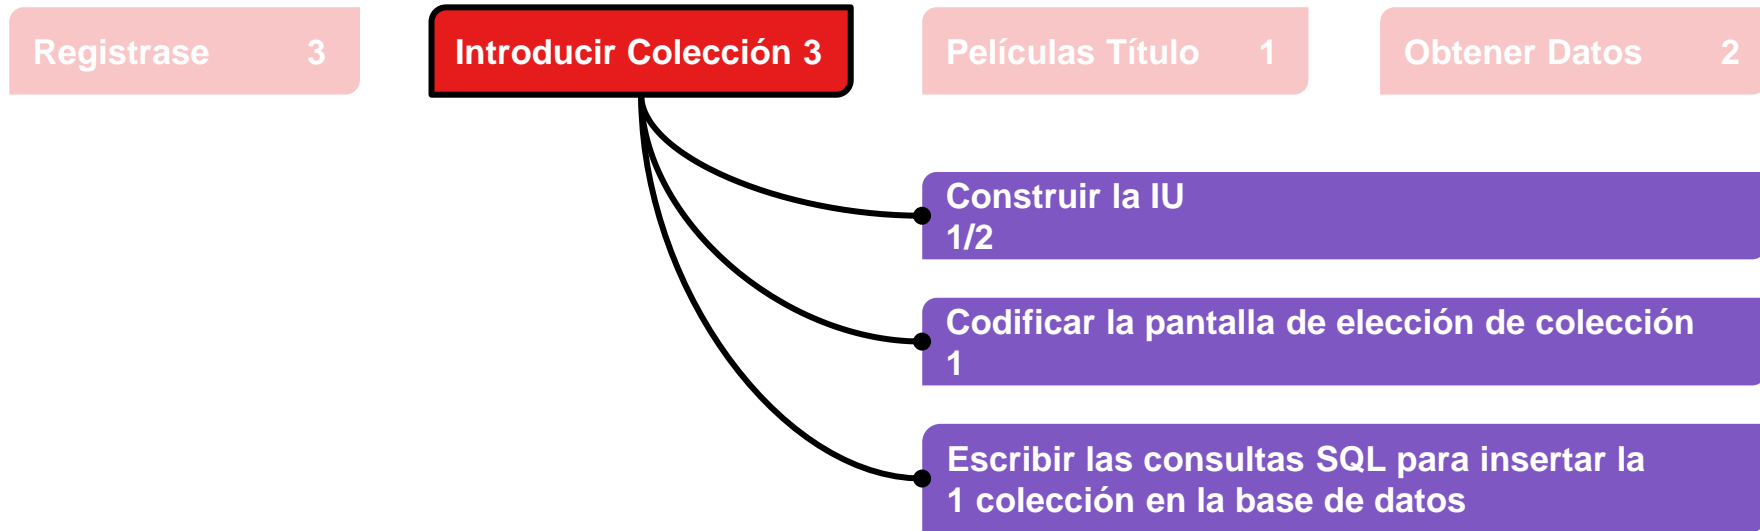 Registrase 3
Introducir Colección 3
Películas Título 1
Obtener Datos 2
Construir la IU
1/2
Codificar la pantalla de elección de colección
1
Escribir las consultas SQL para insertar la
1 colección en la base de datos